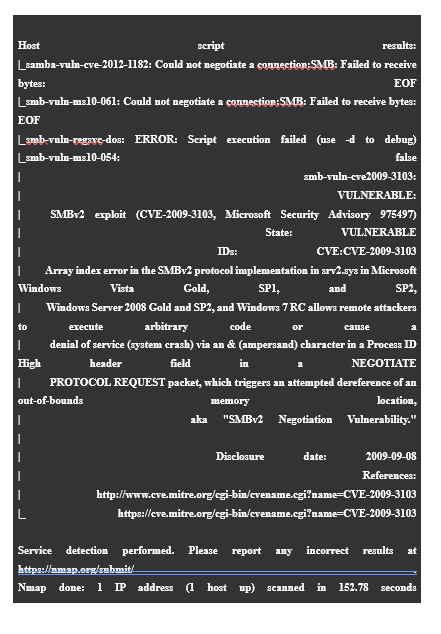 Host script results:
|_samba-vuln-cve-2012-1182: Could not negotiate a connection:SMB: Failed to receive
bytes: EOF
|_smb-vuln-ms10-061: Could not negotiate a connection:SMB: Failed to receive bytes:
EOF
|_smb-vuln-regsvc-dos: ERROR: Script execution failed (use -d to debug)
|_smb-vuln-ms10-054: false
| smb-vuln-cve2009-3103:
| VULNERABLE:
| SMBv2 exploit (CVE-2009-3103, Microsoft Security Advisory 975497)
| State: VULNERABLE
| IDs: CVE:CVE-2009-3103
| Array index error in the SMBv2 protocol implementation in srv2.sys in Microsoft
Windows Vista Gold, SP1, and SP2,
| Windows Server 2008 Gold and SP2, and Windows 7 RC allows remote attackers
to execute arbitrary code or cause a
| denial of service (system crash) via an & (ampersand) character in a Process ID
High header field in a NEGOTIATE
| PROTOCOL REQUEST packet, which triggers an attempted dereference of an
out-of-bounds memory location,
| aka "SMBv2 Negotiation Vulnerability."
|
| Disclosure date: 2009-09-08
| References:
| http://www.cve.mitre.org/cgi-bin/cvename.cgi?name=CVE-2009-3103
|_ https://cve.mitre.org/cgi-bin/cvename.cgi?name=CVE-2009-3103
Service detection performed. Please report any incorrect results at
https://nmap.org/submit/ .
Nmap done: 1 IP address (1 host up) scanned in 152.78 seconds